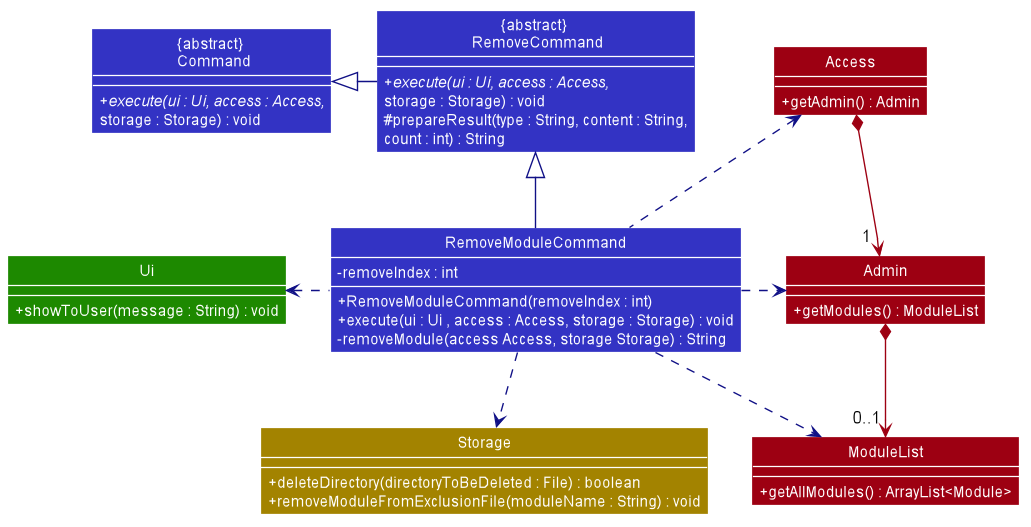 {abstract}
Command
+execute(ui : Ui, access : Access,
storage : Storage) : void
{abstract}
RemoveCommand
+execute(ui : Ui, access : Access,
storage : Storage) : void
#prepareResult(type : String, content : String,
count : int) : String
Access
+getAdmin() : Admin
RemoveModuleCommand
-removeIndex : int
+RemoveModuleCommand(removeIndex : int)
+execute(ui : Ui , access : Access, storage : Storage) : void
-removeModule(access Access, storage Storage) : String
Ui
+showToUser(message : String) : void
1
Admin
+getModules() : ModuleList
0..1
Storage
+deleteDirectory(directoryToBeDeleted : File) : boolean
+removeModuleFromExclusionFile(moduleName : String) : void
ModuleList
+getAllModules() : ArrayList<Module>